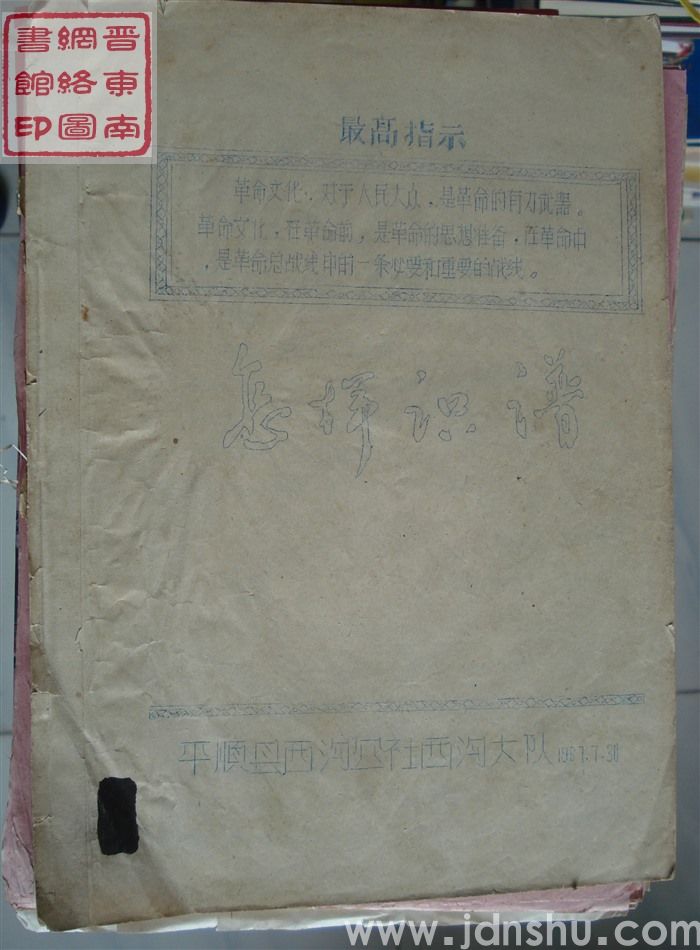 晋东南
網絡圖
書館印
最高指示
革命文化，对于人民大众，是革命的有力武器。
革命文化，在革命前，是革命的思想准备，在革命中
，是革命总战线中的一条必要和重要的战线。
怎样识谱
平顺县西沟公社西沟大队 1967.7.30
www.jdnshu.com